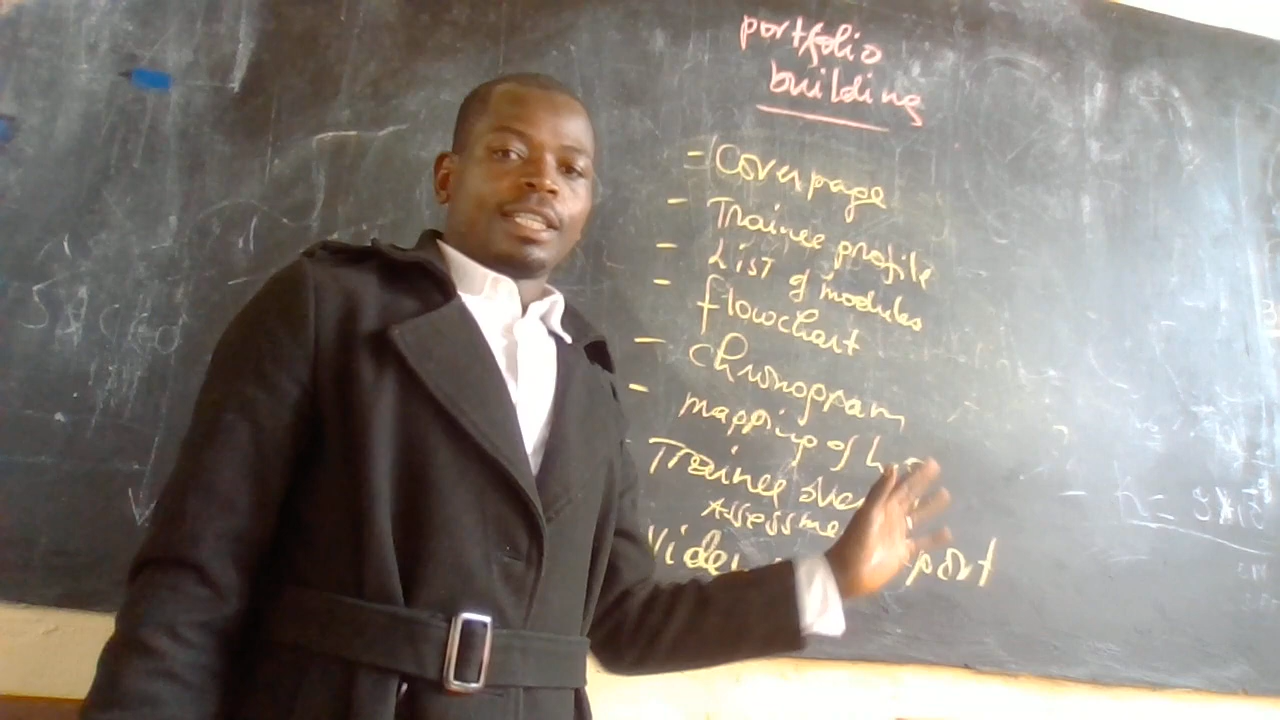 portfolio
building
- Coverpage
- Trainee profile
- List of modules
- flowchart
- chronogram
- mapping of
- Trainee
Assessme
port